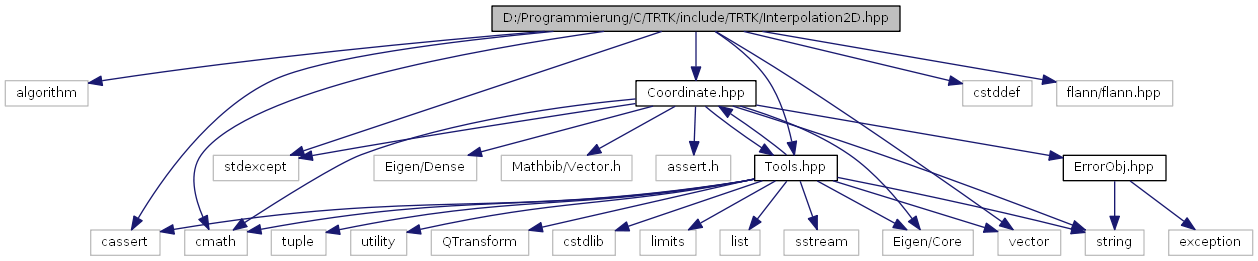 D:/Programmierung/C/TRTK/include/TRTK/Interpolation2D.hpp
algorithm
Coordinate.hpp
cstddef
flann/flann.hpp
stdexcept
Eigen/Dense
Mathbib/Vector.h
assert.h
Tools.hpp
ErrorObj.hpp
cassert
cmath
tuple
utility
QTransform
cstdlib
limits
list
sstream
Eigen/Core
vector
string
exception